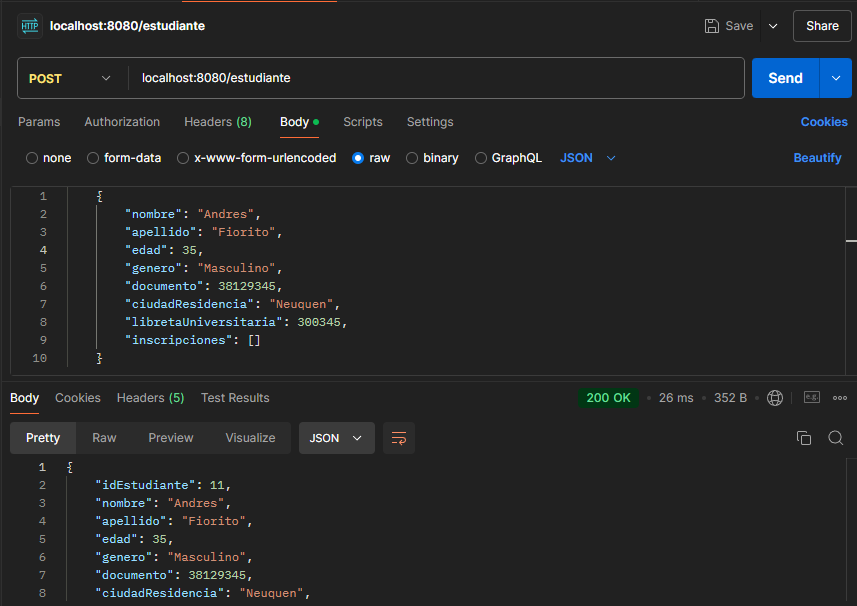 HTTP localhost:8080/estudiante Save Share
POST localhost:8080/estudiante Send
Params Authorization Headers (8) Body Scripts Settings Cookies
none form-data x-www-form-urlencoded raw binary GraphQL JSON Beautify
1 {
2 "nombre": "Andres",
3 "apellido": "Fiorito",
4 "edad": 35,
5 "genero": "Masculino",
6 "documento": 38129345,
7 "ciudadResidencia": "Neuquen",
8 "libretaUniversitaria": 300345,
9 "inscripciones": []
10 }
Body Cookies Headers (5) Test Results 200 OK • 26 ms • 352 B • e.g.
Pretty Raw Preview Visualize JSON
1 {
2 "idEstudiante": 11,
3 "nombre": "Andres",
4 "apellido": "Fiorito",
5 "edad": 35,
6 "genero": "Masculino",
7 "documento": 38129345,
8 "ciudadResidencia": "Neuquen",